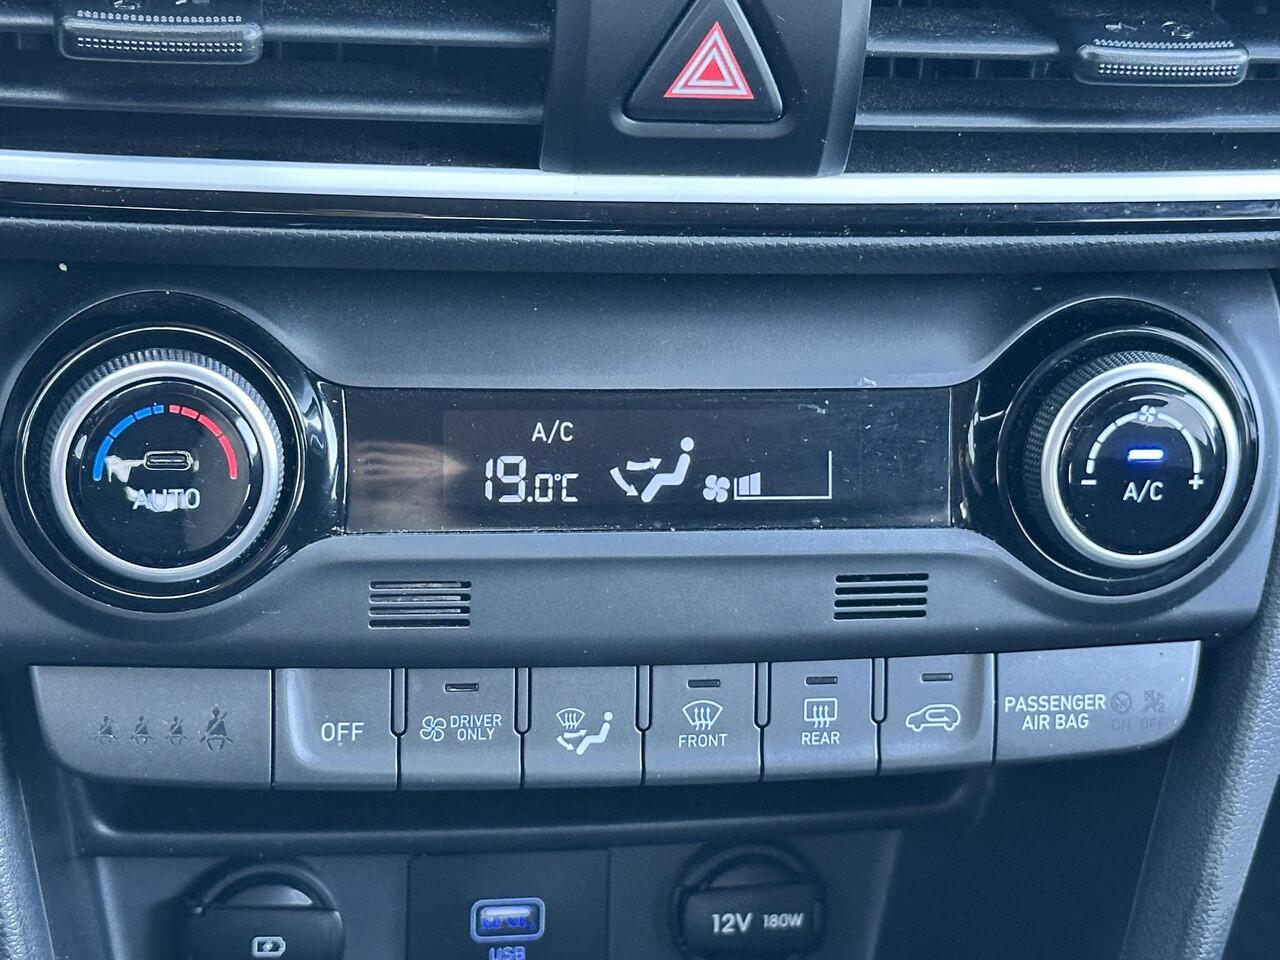 A/C
19.0°C
AUTO
- +
A/C
OFF
DRIVER
ONLY
FRONT
REAR
PASSENGER
AIR BAG
ON OFF
12V 180W
USB